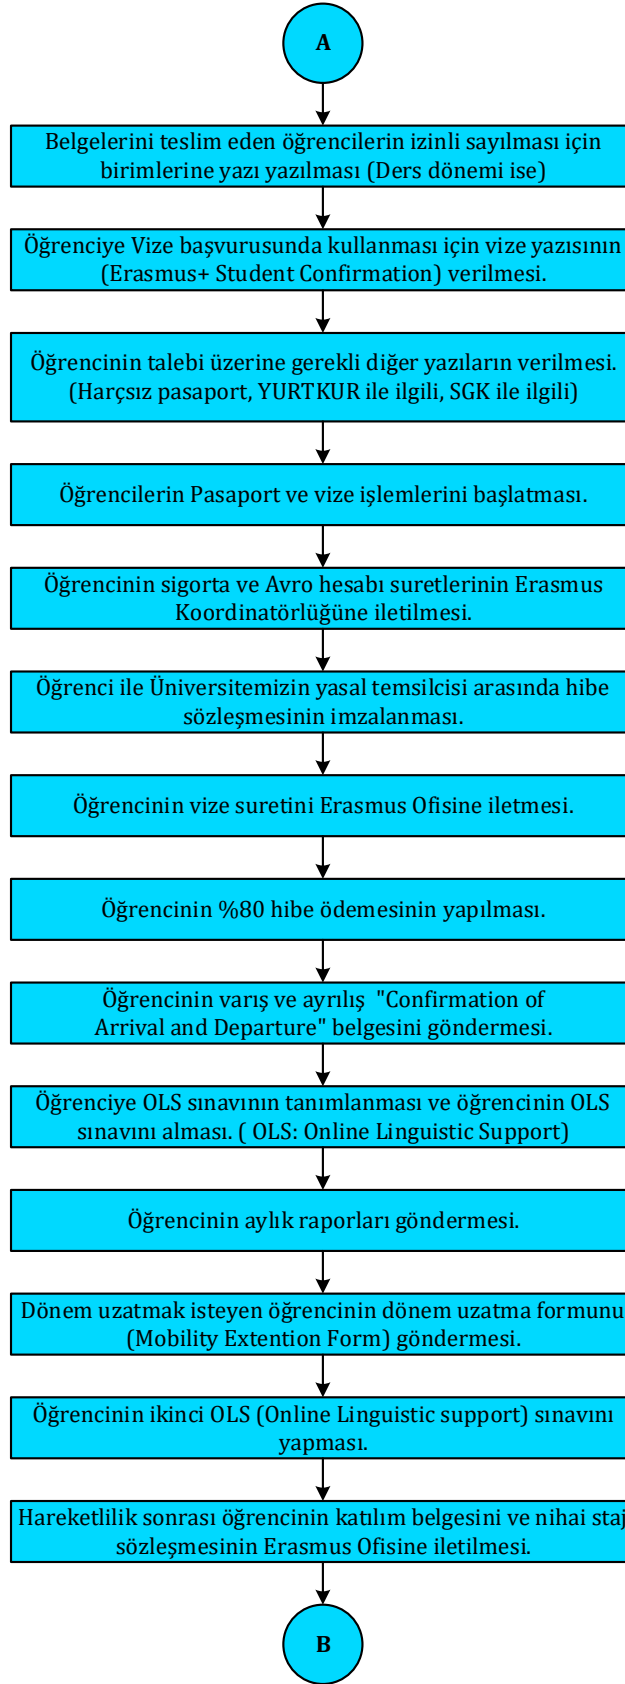 A
Belgelerini teslim eden öğrencilerin izinli sayılması için
birimlerine yazı yazılması (Ders dönemi ise)
Öğrenciye Vize başvurusunda kullanması için vize yazısının
(Erasmus+ Student Confirmation) verilmesi.
Öğrencinin talebi üzerine gerekli diğer yazıların verilmesi.
(Harçsız pasaport, YURTKUR ile ilgili, SGK ile ilgili)
Öğrencilerin Pasaport ve vize işlemlerini başlatması.
Öğrencinin sigorta ve Avro hesabı suretlerinin Erasmus
Koordinatörlüğüne iletilmesi.
Öğrenci ile Üniversitemizin yasal temsilcisi arasında hibe
sözleşmesinin imzalanması.
Öğrencinin vize suretini Erasmus Ofisine iletmesi.
Öğrencinin %80 hibe ödemesinin yapılması.
Öğrencinin varış ve ayrılış "Confirmation of
Arrival and Departure" belgesini göndermesi.
Öğrenciye OLS sınavının tanımlanması ve öğrencinin OLS
sınavını alması. ( OLS: Online Linguistic Support)
Öğrencinin aylık raporları göndermesi.
Dönem uzatmak isteyen öğrencinin dönem uzatma formunu
(Mobility Extention Form) göndermesi.
Öğrencinin ikinci OLS (Online Linguistic support) sınavını
yapması.
Hareketlilik sonrası öğrencinin katılım belgesini ve nihai staj
sözleşmesinin Erasmus Ofisine iletilmesi.
B